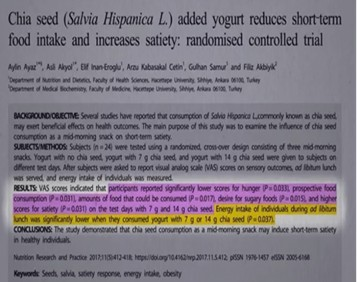 Chia seed (Salvia Hispanica L.) added yogurt reduces short-term
food intake and increases satiety: randomised controlled trial
Aylin Ayaz, Asli Akyol, Elif Inan-Eroglu, Arzu Kabasakal Cetin, Gulhan Samur and Filiz Akbiyik
Department of Nutrition and Dietetics, Faculty of Health Sciences, Hacettepe University, Sihhiye, Ankara 06100, Turkey
Department of Medical Biochemistry, Faculty of Medicine, Hacettepe University, Sihhiye, Ankara 06100, Turkey
BACKGROUND/OBJECTIVE: Several studies have reported that consumption of Salvia Hispanica L., commonly known as chia seed,
may exert beneficial effects on health outcomes. The main purpose of this study was to examine the influence of chia seed
consumption as a mid-morning snack on short-term satiety.
SUBJECTS/METHODS: Subjects (n = 24) were tested using a randomized, cross-over design consisting of three mid-morning
snacks. Yogurt with no chia seed, yogurt with 7 g chia seed, and yogurt with 14 g chia seed were given to subjects on
different test days. After subjects were asked to report visual analog scale (VAS) scores on sensory outcomes, ad libitum lunch
was served, and energy intake of individuals was measured.
RESULTS: VAS scores indicated that participants reported significantly lower scores for hunger (P = 0.033), prospective food
consumption (P = 0.031), amounts of food that could be consumed (P = 0.017), desire for sugary foods (P = 0.015), and higher
scores for satiety (P = 0.031) on the test days with 7 g and 14 g chia seed. Energy intake of individuals during ad libitum
lunch was significantly lower when they consumed yogurt with 7 g or 14 g chia seed (P = 0.037).
CONCLUSIONS: The study demonstrated that chia seed consumption as a mid-morning snack may induce short-term satiety
in healthy individuals.
Nutrition Research and Practice 2017;11(5):412-418; https://doi.org/10.4162/nrp.2017.11.5.412; pISSN 1976-1457 eISSN 2005-6168
Keywords: Seeds, salvia, satiety response, energy intake, obesity